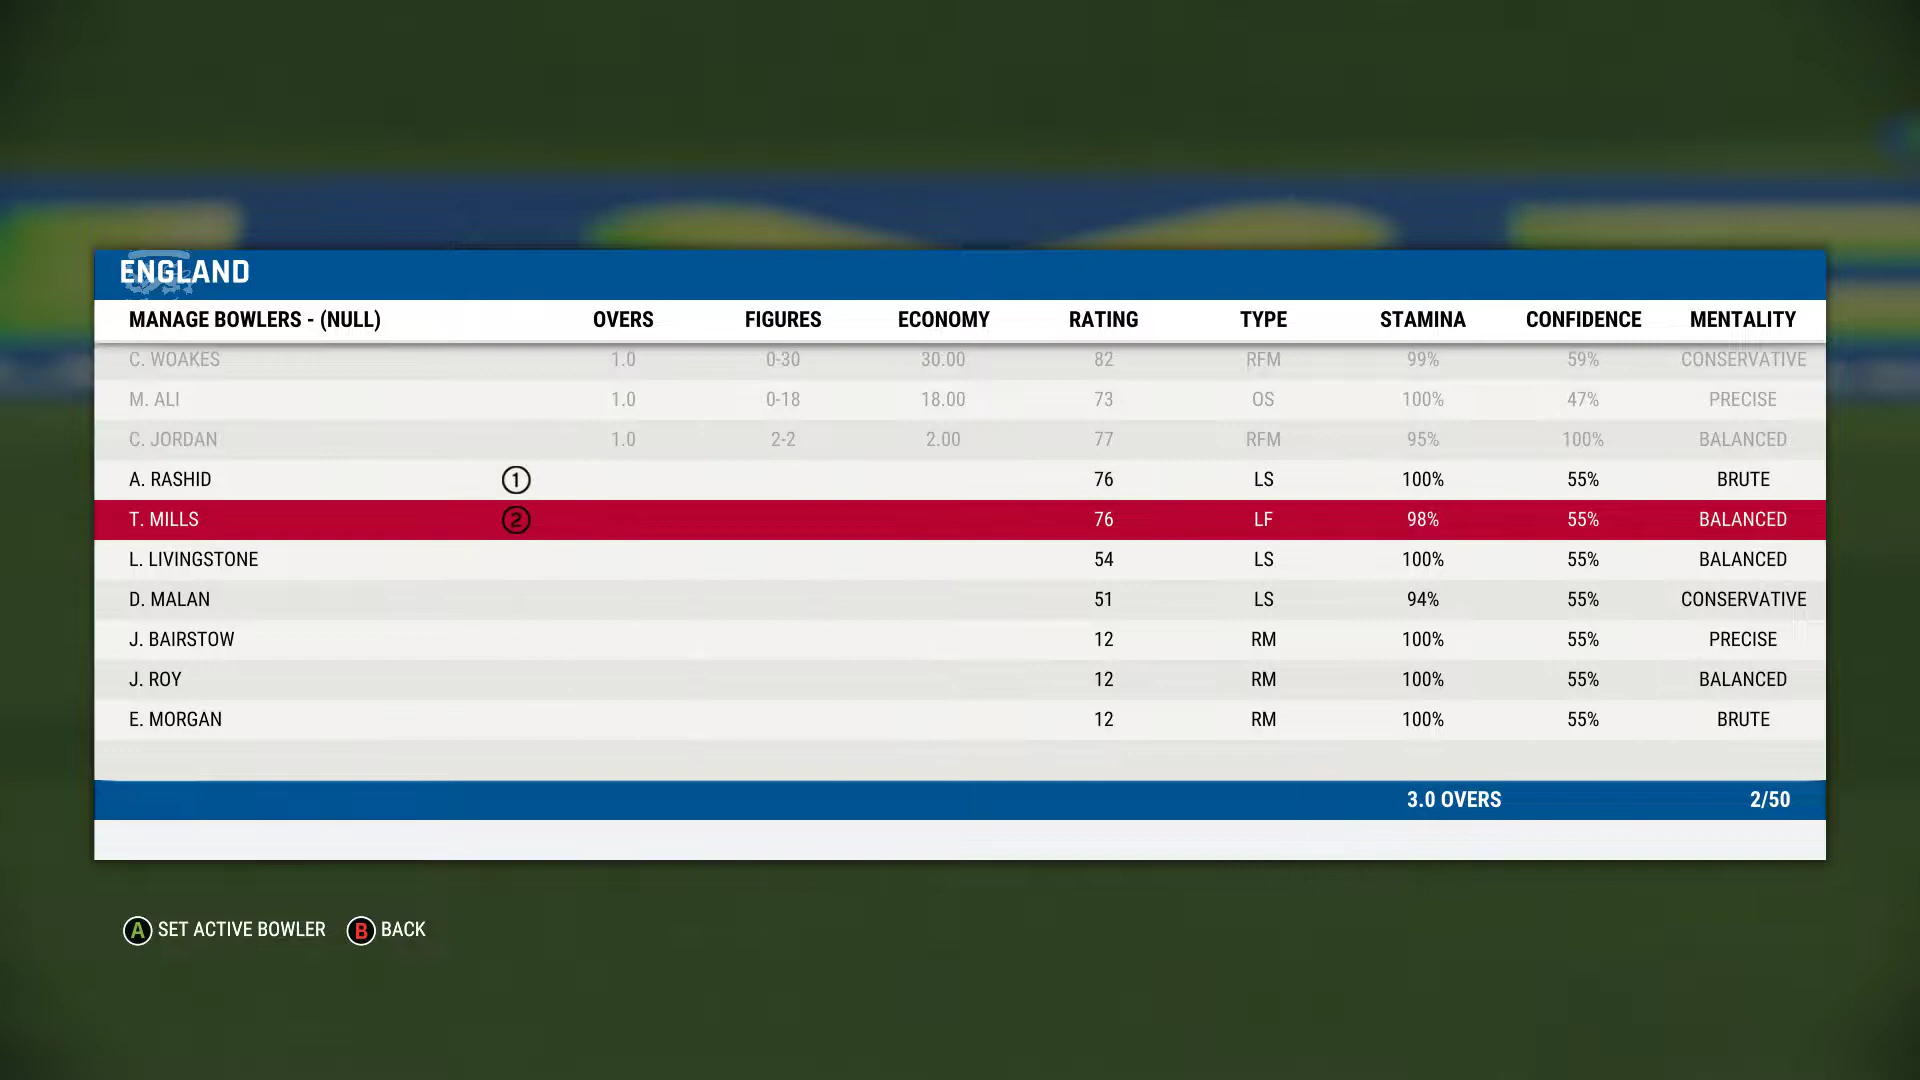 ENGLAND
MANAGE BOWLERS - (NULL) OVERS FIGURES ECONOMY RATING TYPE STAMINA CONFIDENCE MENTALITY
C. WOAKES 1.0 0-30 30.00 82 RFM 99% 59% CONSERVATIVE
M. ALI 1.0 0-18 18.00 73 OS 100% 47% PRECISE
C. JORDAN 1.0 2-2 2.00 77 RFM 95% 100% BALANCED
A. RASHID 1 76 LS 100% 55% BRUTE
T. MILLS 2 76 LF 98% 55% BALANCED
L. LIVINGSTONE 54 LS 100% 55% BALANCED
D. MALAN 51 LS 94% 55% CONSERVATIVE
J. BAIRSTOW 12 RM 100% 55% PRECISE
J. ROY 12 RM 100% 55% BALANCED
E. MORGAN 12 RM 100% 55% BRUTE
3.0 OVERS 2/50
A SET ACTIVE BOWLER B BACK